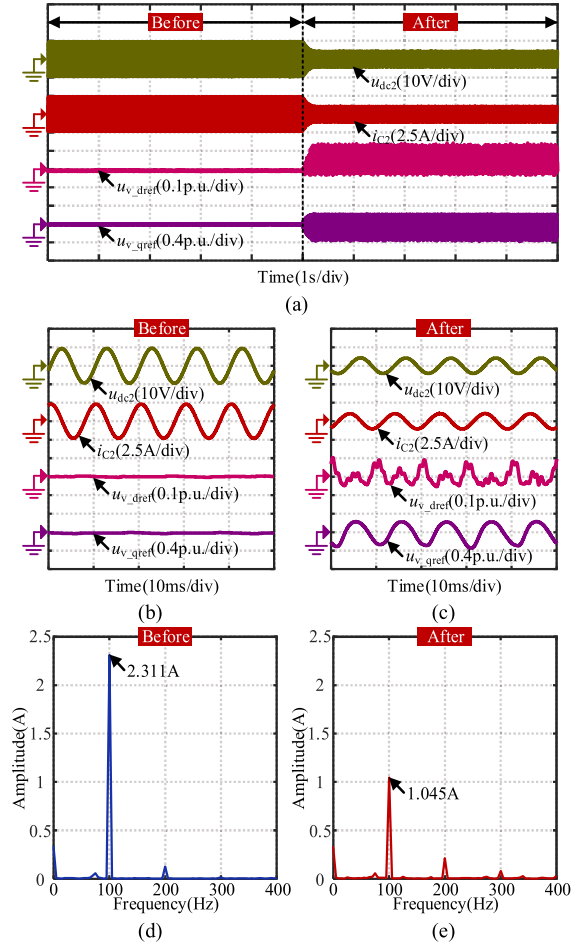 Before
After
u_dc2(10V/div)
i_C2(2.5A/div)
u_v_dref(0.1p.u./div)
u_v_qref(0.4p.u./div)
Time(1s/div)
(a)
Before
u_dc2(10V/div)
i_C2(2.5A/div)
u_v_dref(0.1p.u./div)
u_v_qref(0.4p.u./div)
Time(10ms/div)
(b)
After
u_dc2(10V/div)
i_C2(2.5A/div)
u_v_dref(0.1p.u./div)
u_v_qref(0.4p.u./div)
Time(10ms/div)
(c)
Before
2.5
2
1.5
1
0.5
0
Amplitude(A)
2.311A
0 100 200 300 400
Frequency(Hz)
(d)
After
2.5
2
1.5
1
0.5
0
Amplitude(A)
1.045A
0 100 200 300 400
Frequency(Hz)
(e)